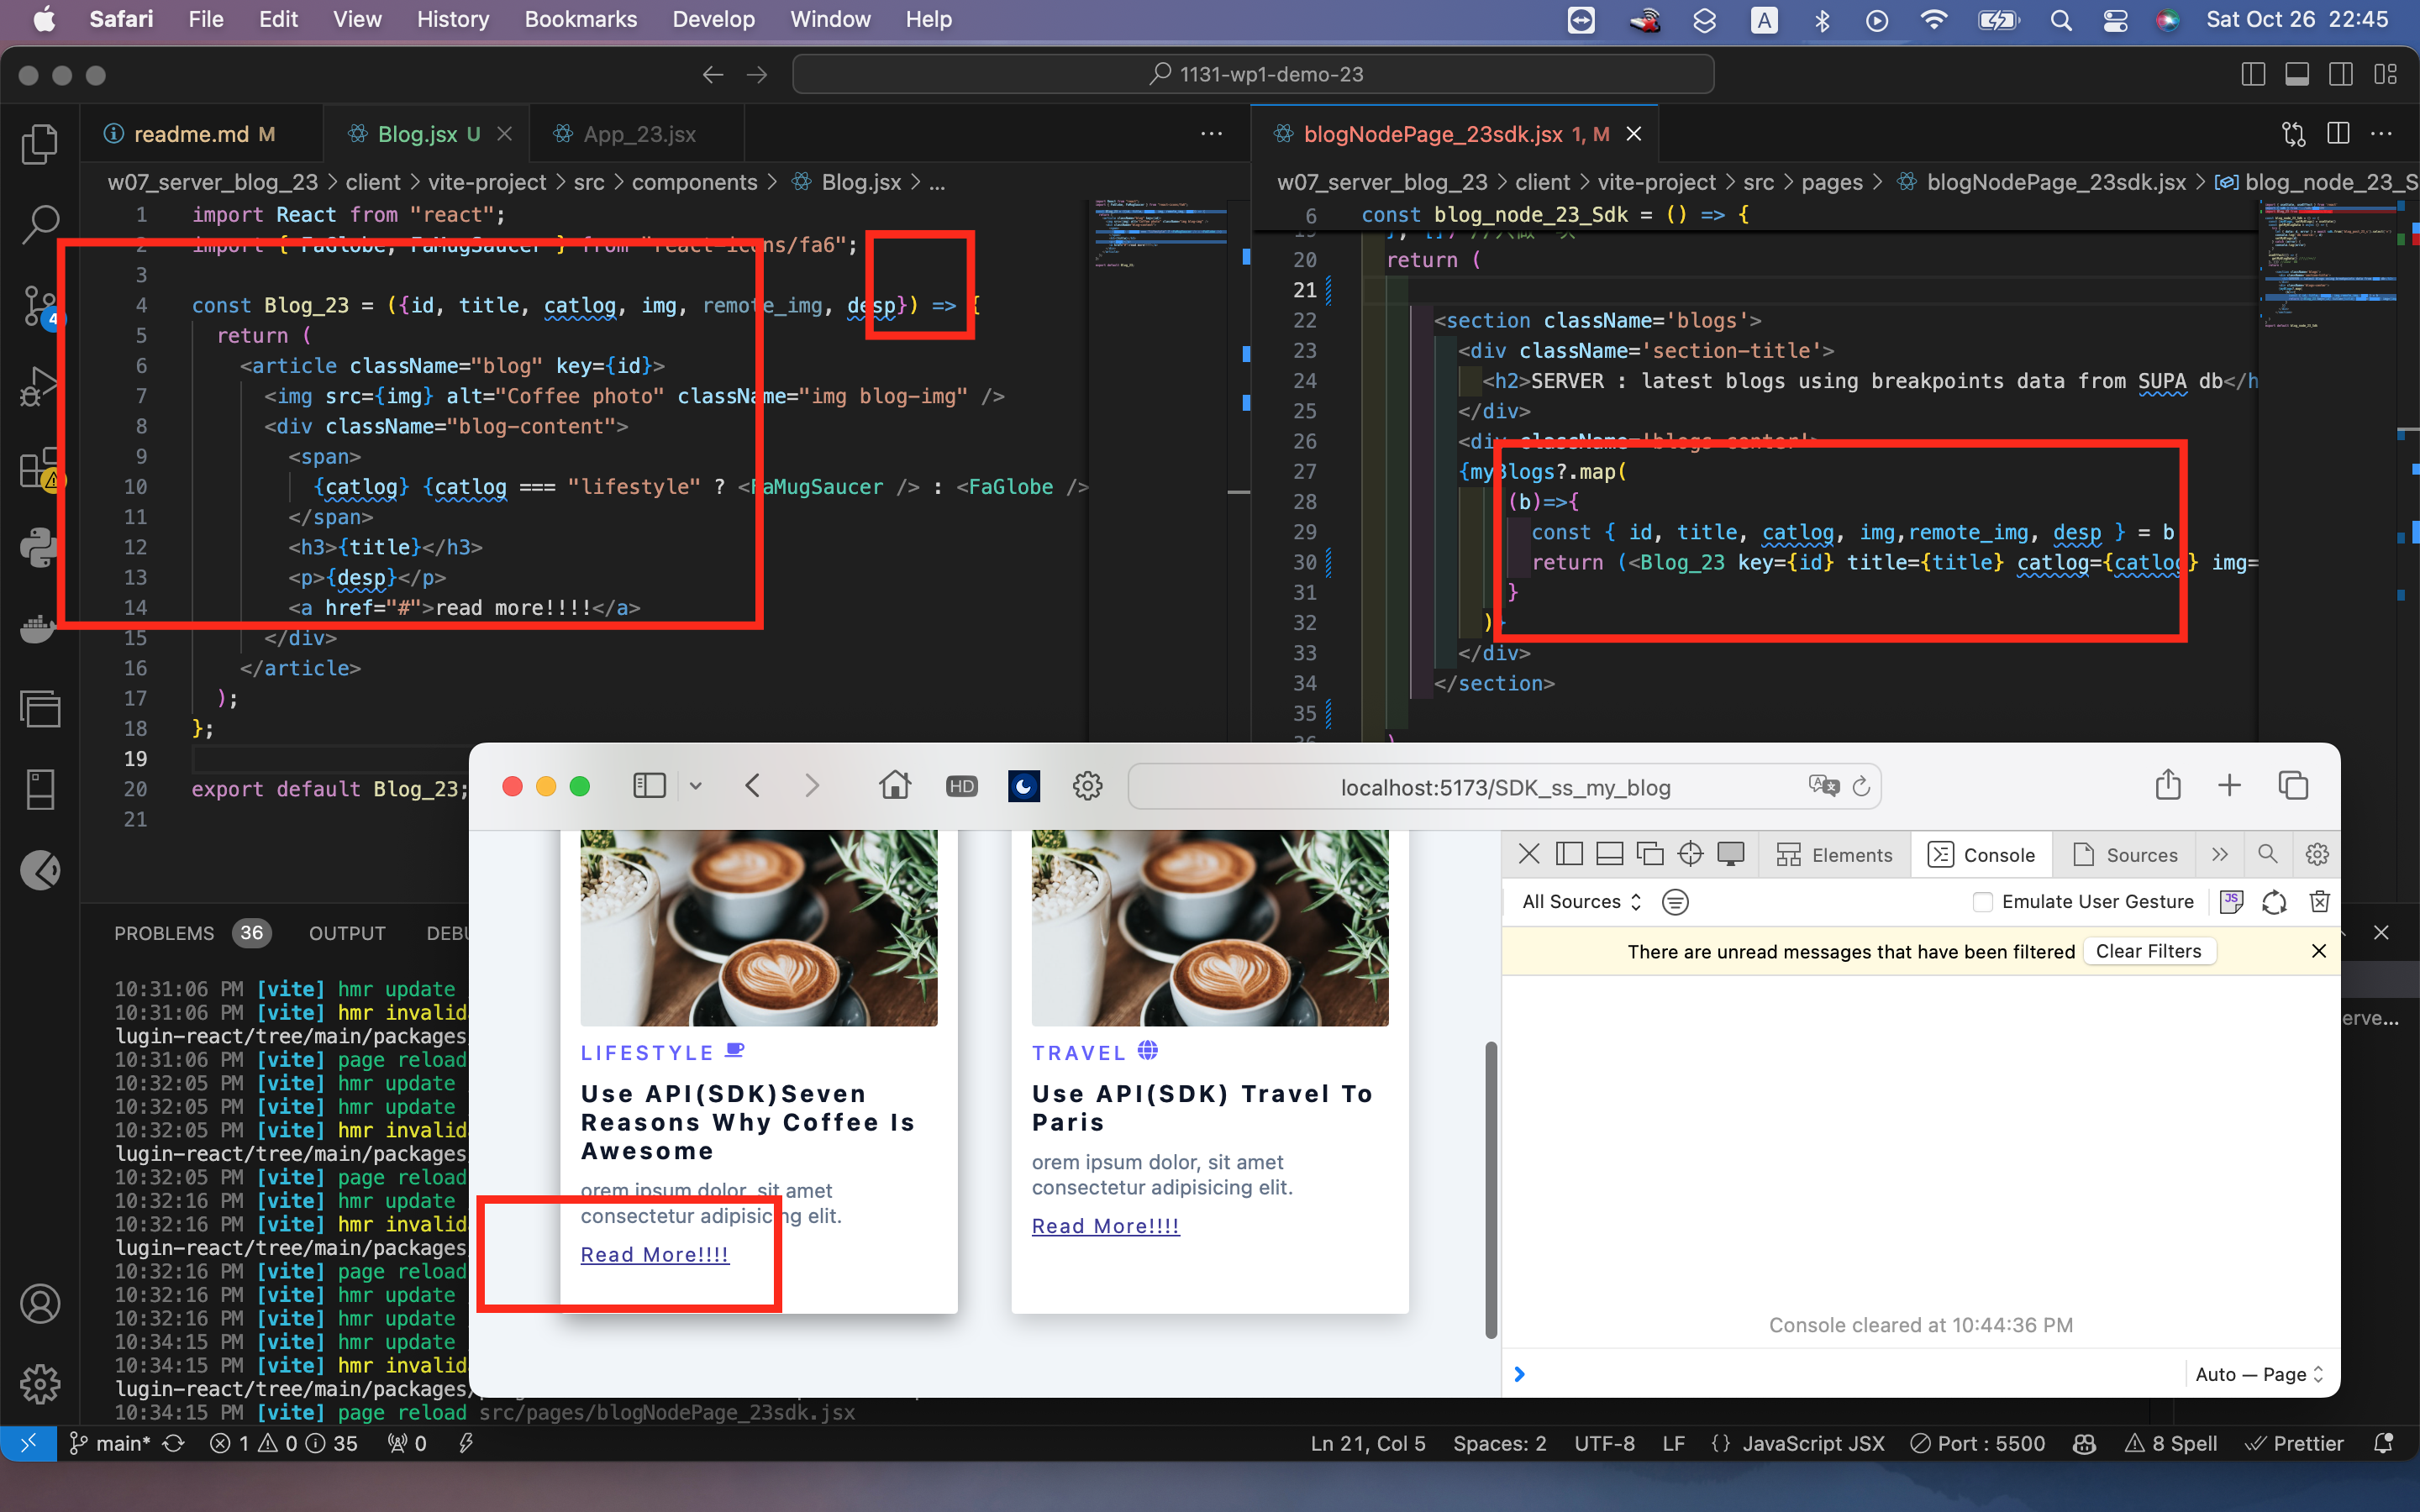 Safari File Edit View History Bookmarks Develop Window Help
A
Sat Oct 26 22:45
1131-wp1-demo-23
readme.md M
Blog.jsx U
App_23.jsx
blogNodePage_23sdk.jsx 1, M
w07_server_blog_23 > client > vite-project > src > components > Blog.jsx > ...
1 import React from "react";
2 import { FaGlobe, FaMugSaucer } from "react-icons/fa6";
3
4 const Blog_23 = ({id, title, catlog, img, remote_img, desp}) => {
5 return (
6 <article className="blog" key={id}>
7 <img src={img} alt="Coffee photo" className="img blog-img" />
8 <div className="blog-content">
9 <span>
10 {catlog} {catlog === "lifestyle" ? <FaMugSaucer /> : <FaGlobe />
11 </span>
12 <h3>{title}</h3>
13 <p>{desp}</p>
14 <a href="#">read more!!!!</a>
15 </div>
16 </article>
17 );
18 };
19
20 export default Blog_23;
21
w07_server_blog_23 > client > vite-project > src > pages > blogNodePage_23sdk.jsx > blog_node_23_S
6 const blog_node_23_Sdk = () => {
20 return (
21
22 <section className='blogs'>
23 <div className='section-title'>
24 <h2>SERVER : latest blogs using breakpoints data from SUPA db</h
25 </div>
26 <div className='blogs-center'>
27 {myBlogs?.map(
28 (b)=>{
29 const { id, title, catlog, img,remote_img, desp } = b
30 return (<Blog_23 key={id} title={title} catlog={catlog} img=
31 }
32 )}
33 </div>
34 </section>
35
36 )
4
PROBLEMS 36 OUTPUT DEBU
10:31:06 PM [vite] hmr update
10:31:06 PM [vite] hmr invalid
lugin-react/tree/main/packages/
10:31:06 PM [vite] page reload
10:32:05 PM [vite] hmr update
10:32:05 PM [vite] hmr update
10:32:05 PM [vite] hmr invalid
lugin-react/tree/main/packages/
10:32:05 PM [vite] page reload
10:32:16 PM [vite] hmr update
10:32:16 PM [vite] hmr invalid
lugin-react/tree/main/packages/
10:32:16 PM [vite] page reload
10:32:16 PM [vite] hmr update
10:32:16 PM [vite] hmr update
10:34:15 PM [vite] hmr update
10:34:15 PM [vite] hmr invalid
lugin-react/tree/main/packages/
10:34:15 PM [vite] page reload src/pages/blogNodePage_23sdk.jsx
erve...
HD
localhost:5173/SDK_ss_my_blog
LIFESTYLE
Use API(SDK)Seven
Reasons Why Coffee Is
Awesome
orem ipsum dolor, sit amet
consectetur adipisicing elit.
Read More!!!!
TRAVEL
Use API(SDK) Travel To
Paris
orem ipsum dolor, sit amet
consectetur adipisicing elit.
Read More!!!!
Elements Console Sources
All Sources
Emulate User Gesture
JS
There are unread messages that have been filtered Clear Filters
Console cleared at 10:44:36 PM
Auto — Page
main* 1 0 35 0
Ln 21, Col 5 Spaces: 2 UTF-8 LF {} JavaScript JSX Port : 5500 8 Spell Prettier